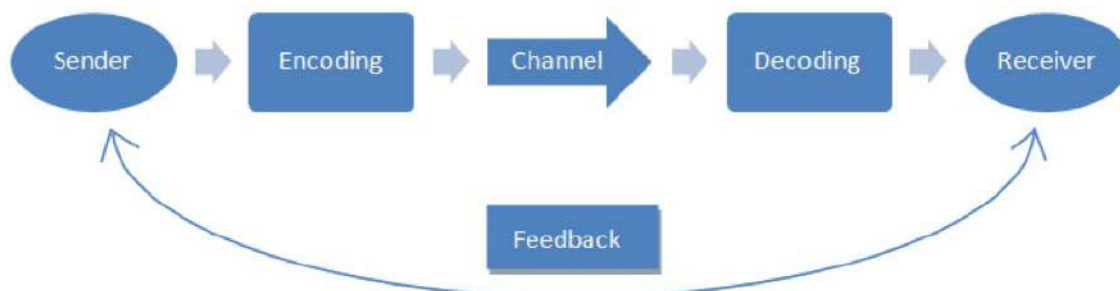 Sender
Encoding
Channel
Decoding
Receiver
Feedback